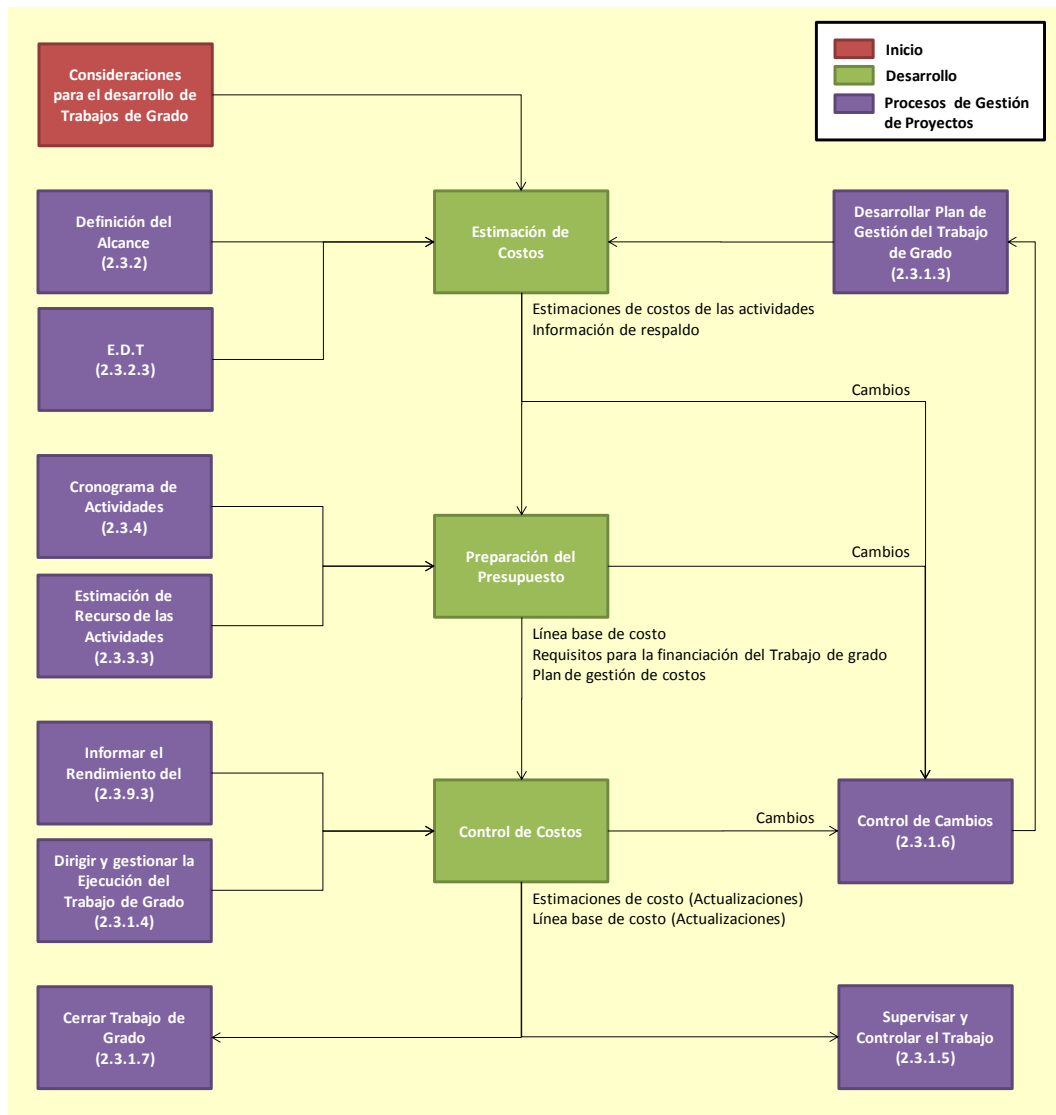 Consideraciones
para el desarrollo de
Trabajos de Grado
Inicio
Desarrollo
Procesos de Gestión
de Proyectos
Definición del
Alcance
(2.3.2)
Estimación de
Costos
Desarrollar Plan de
Gestión del Trabajo
de Grado
(2.3.1.3)
E.D.T
(2.3.2.3)
Estimaciones de costos de las actividades
Información de respaldo
Cambios
Cronograma de
Actividades
(2.3.4)
Preparación del
Presupuesto
Cambios
Estimación de
Recurso de las
Actividades
(2.3.3.3)
Línea base de costo
Requisitos para la financiación del Trabajo de grado
Plan de gestión de costos
Informar el
Rendimiento del
(2.3.9.3)
Control de Costos
Cambios
Control de Cambios
(2.3.1.6)
Dirigir y gestionar la
Ejecución del
Trabajo de Grado
(2.3.1.4)
Estimaciones de costo (Actualizaciones)
Línea base de costo (Actualizaciones)
Cerrar Trabajo de
Grado
(2.3.1.7)
Supervisar y
Controlar el Trabajo
(2.3.1.5)